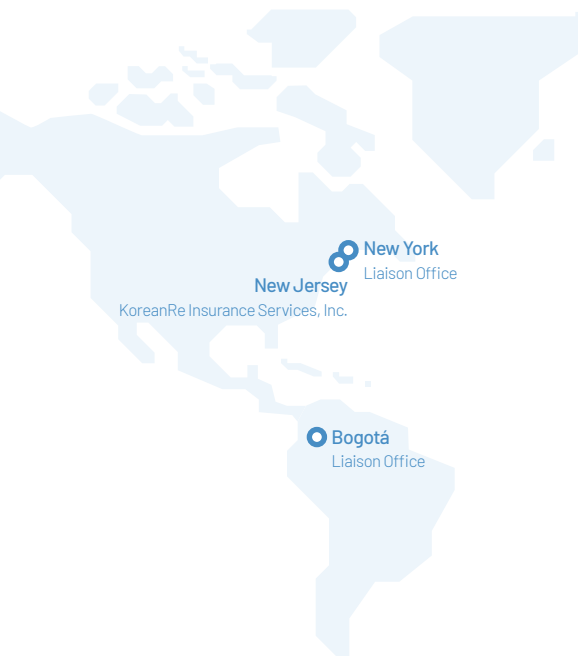 New York
Liaison Office
New Jersey
KoreanRe Insurance Services, Inc.
Bogotá
Liaison Office